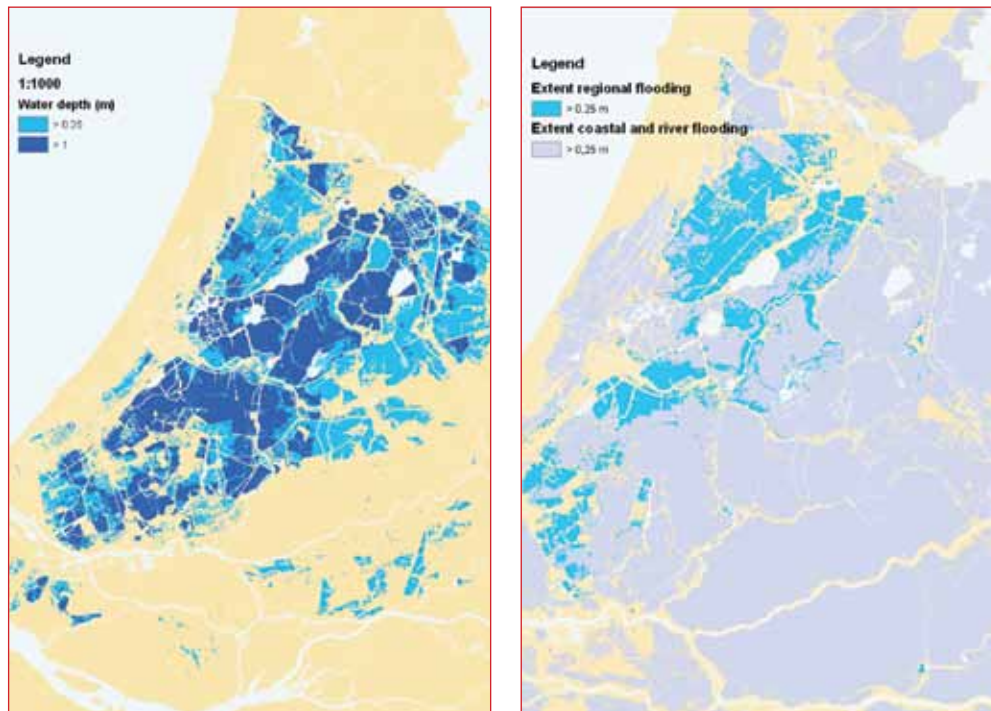 Legend
1:1000
Water depth (m)
> 0.25
> 1
Legend
Extent regional flooding
> 0.25 m
Extent coastal and river flooding
> 0,25 m